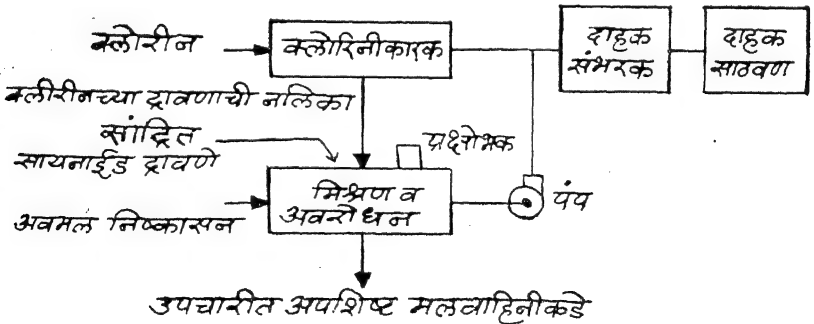 क्लोरीन
क्लोरिनीकारक
दाहक
संभरक
दाहक
साठवण
क्लीरीनच्या द्रावणाची नलिका
सांद्रित
सायनाईड द्रावणे
प्रक्षोभक
मिश्रण व
अवरोधन
पंप
अवमल निष्कासन
उपचारीत अपशिष्ट मलवाहिनीकडे